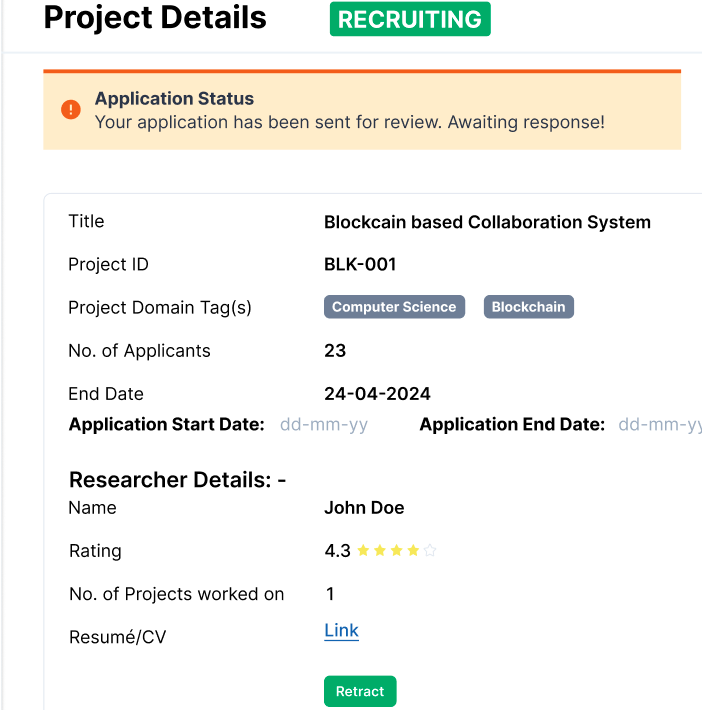 Project Details RECRUITING
Application Status
Your application has been sent for review. Awaiting response!
Title Blockcain based Collaboration System
Project ID BLK-001
Project Domain Tag(s) Computer Science Blockchain
No. of Applicants 23
End Date 24-04-2024
Application Start Date: dd-mm-yy Application End Date: dd-mm-yy
Researcher Details: -
Name John Doe
Rating 4.3
No. of Projects worked on 1
Resumé/CV Link
Retract